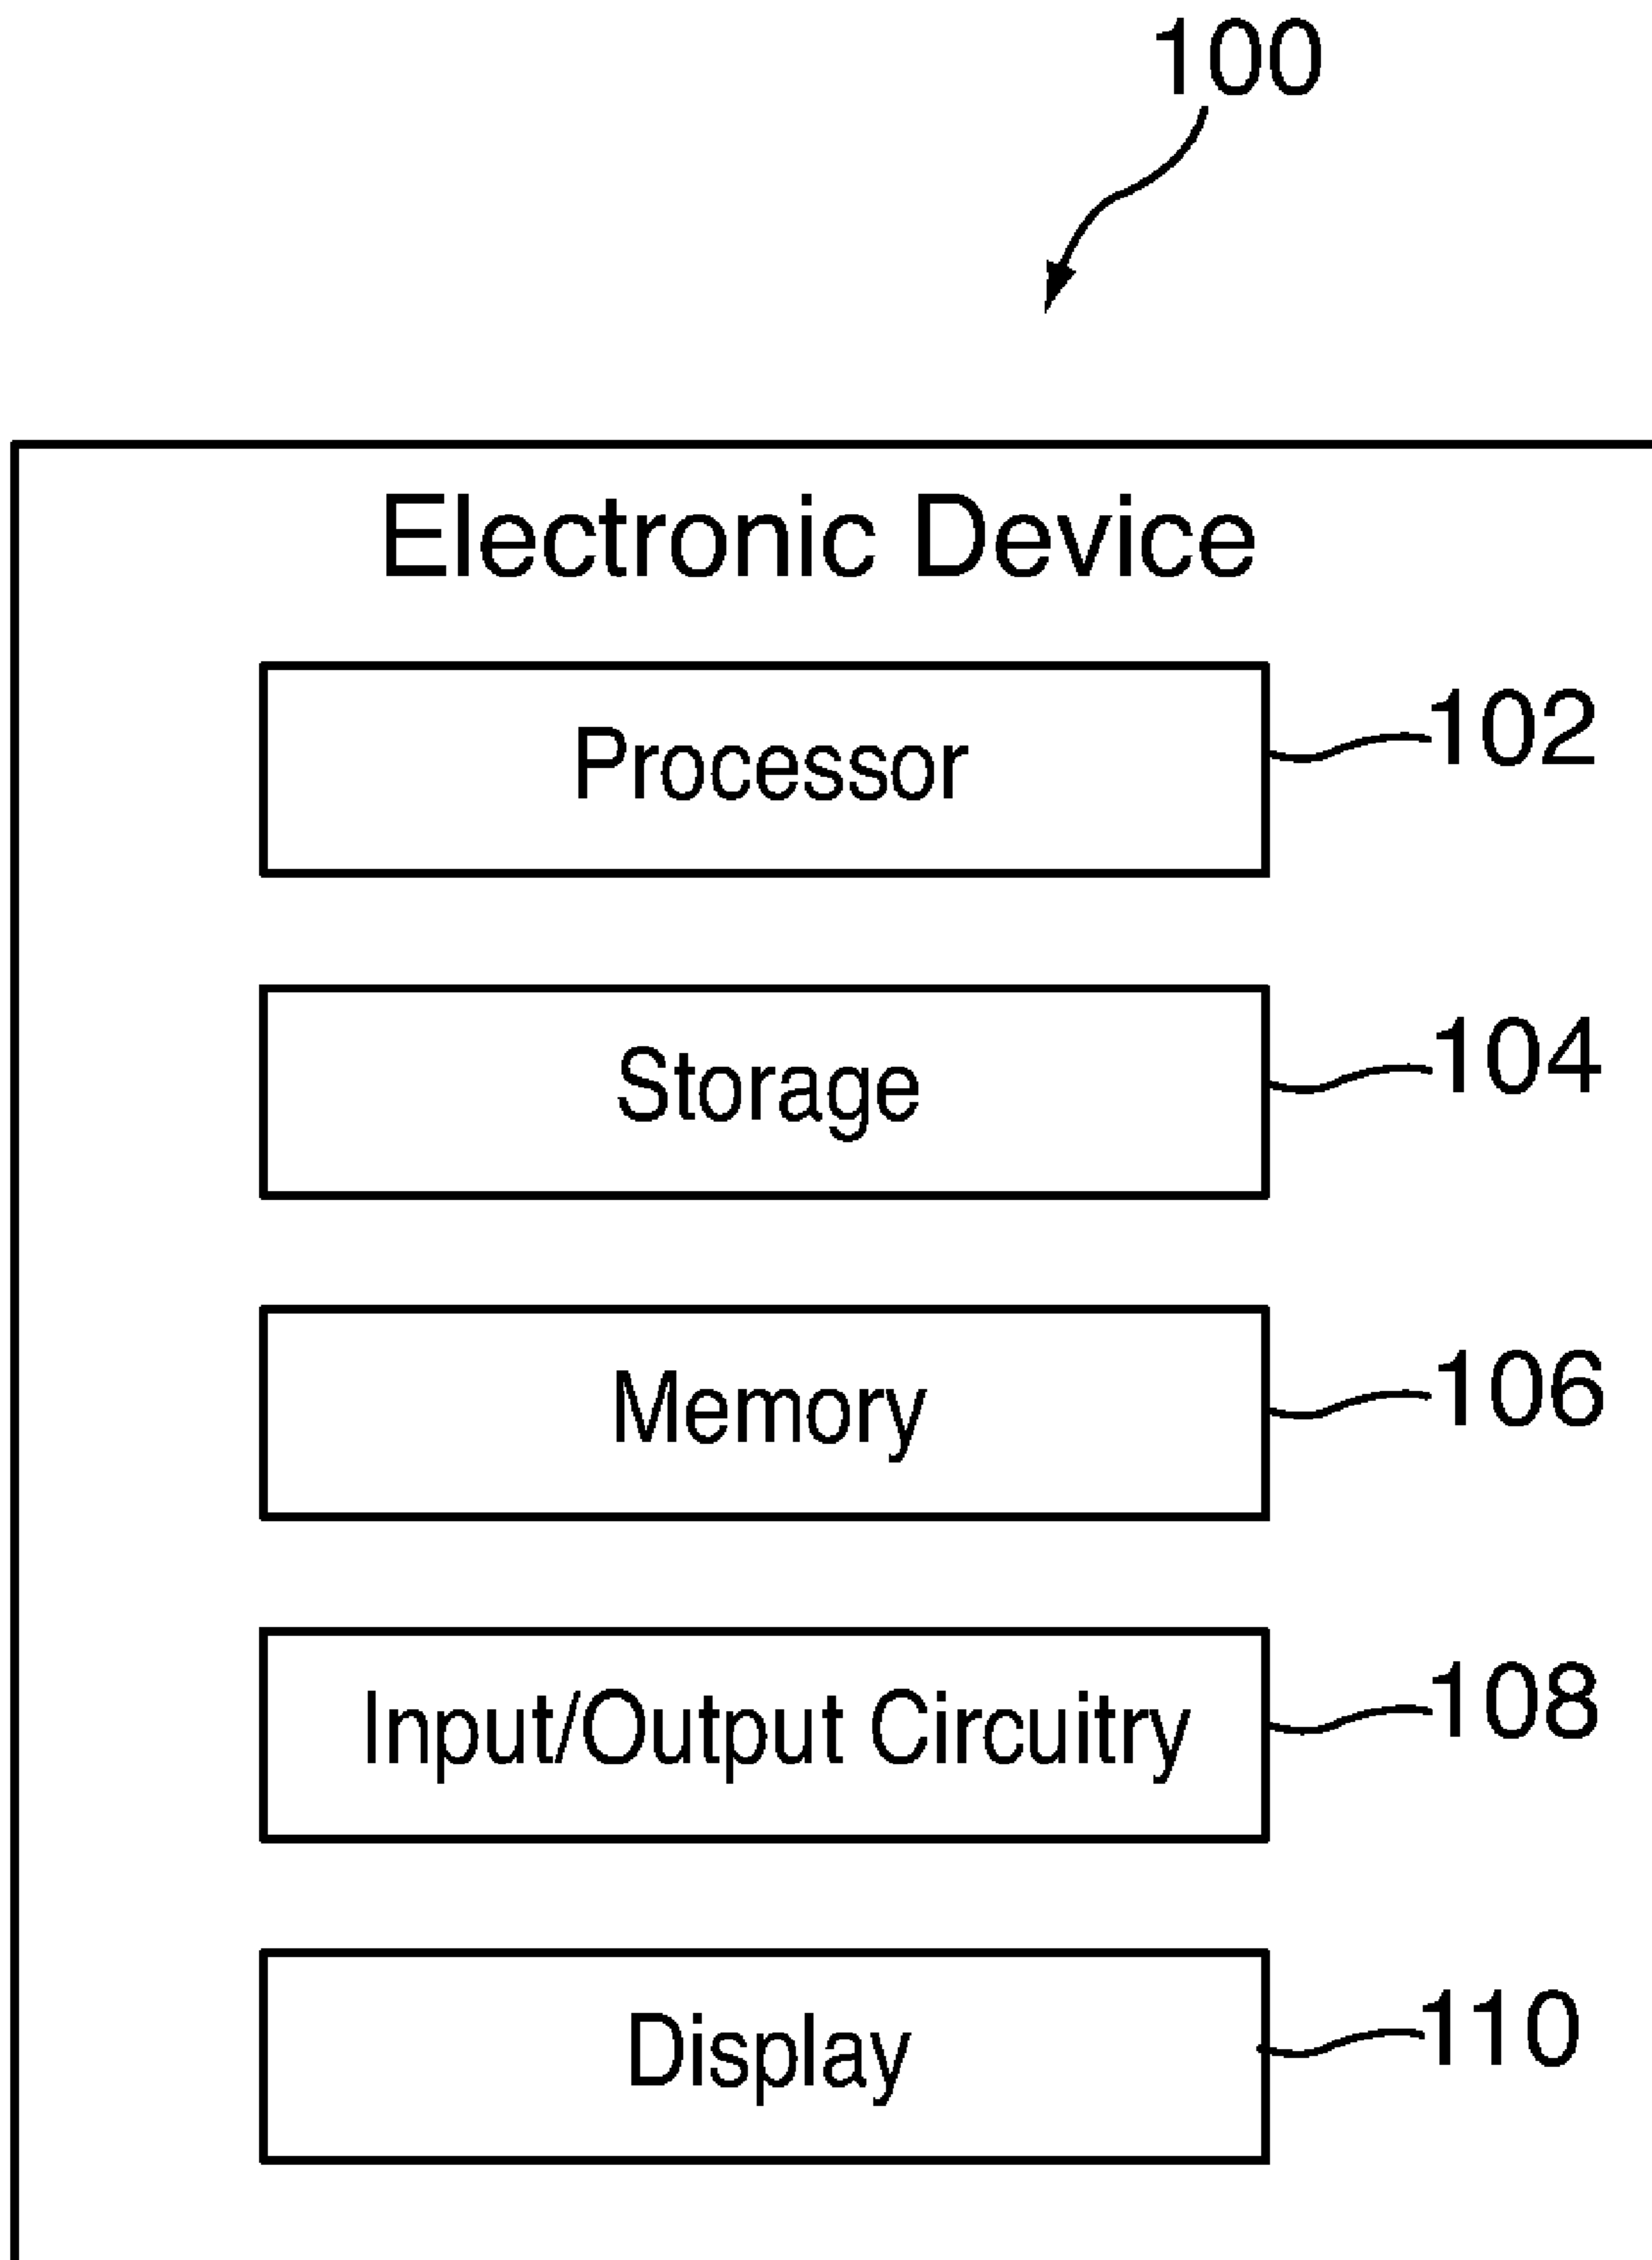 100
Electronic Device
Processor 102
Storage 104
Memory 106
Input/Output Circuitry 108
Display 110